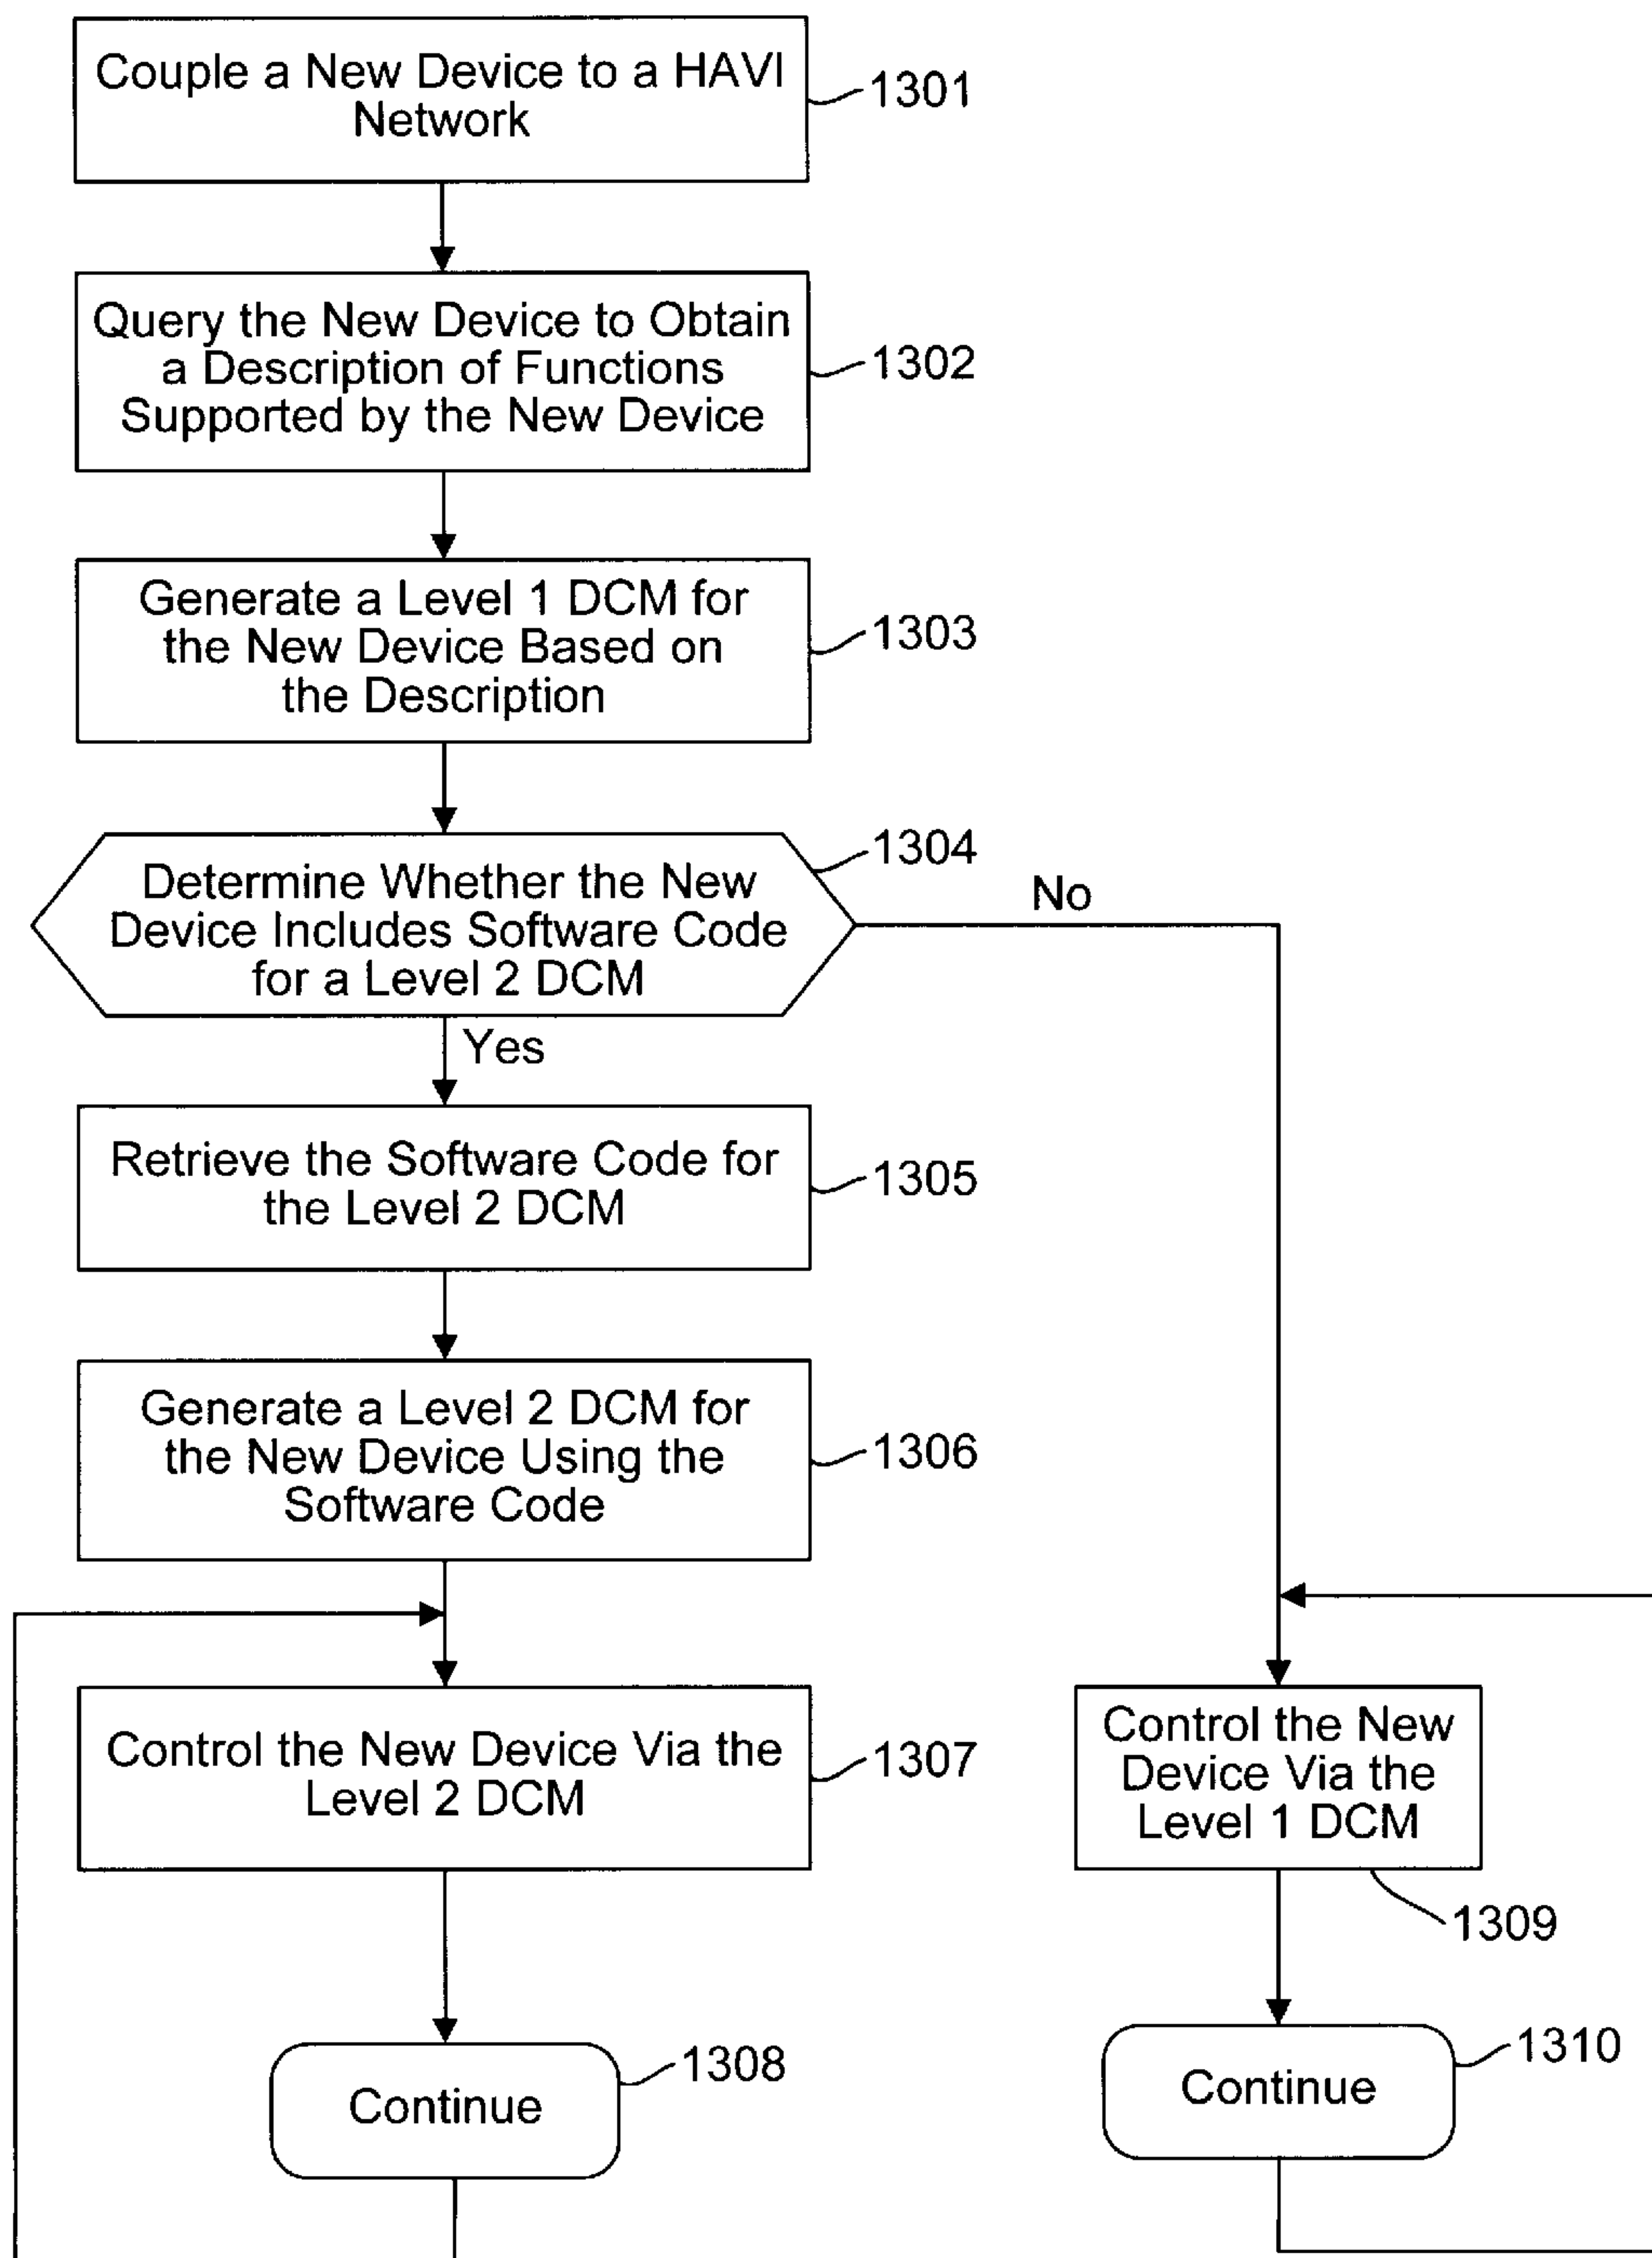 Couple a New Device to a HAVI
Network
1301
Query the New Device to Obtain
a Description of Functions
Supported by the New Device
1302
Generate a Level 1 DCM for
the New Device Based on
the Description
1303
Determine Whether the New
Device Includes Software Code
for a Level 2 DCM
1304
No
Yes
Retrieve the Software Code for
the Level 2 DCM
1305
Generate a Level 2 DCM for
the New Device Using the
Software Code
1306
Control the New Device Via the
Level 2 DCM
1307
Control the New
Device Via the
Level 1 DCM
1309
Continue
1308
Continue
1310